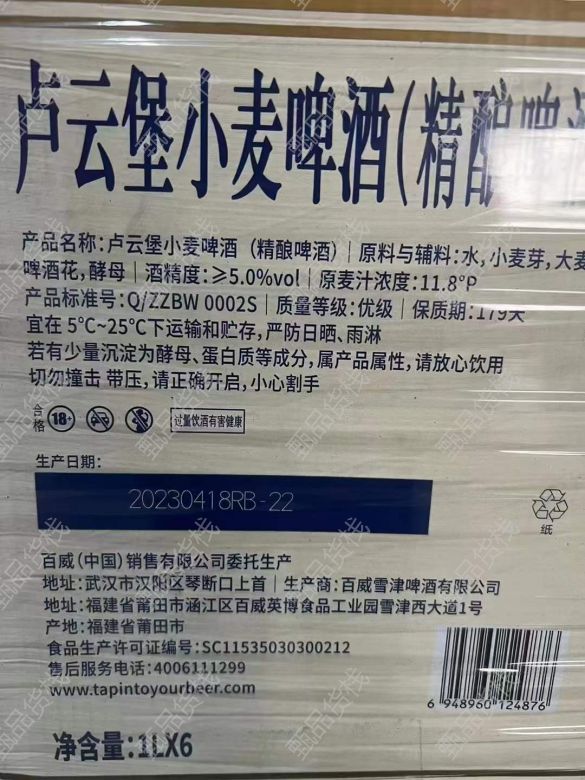 卢云堡小麦啤酒(精酿啤酒
产品名称:卢云堡小麦啤酒(精酿啤酒)|原料与辅料:水,小麦芽,大麦
啤酒花,酵母|酒精度:≥5.0%vol|原麦汁浓度:11.8°P
产品标准号:Q/ZZBW 0002S|质量等级:优级|保质期:179天
宜在 5℃~25℃下运输和贮存,严防日晒、雨淋
若有少量沉淀为酵母、蛋白质等成分,属产品属性,请放心饮用
切勿撞击 带压,请正确开启,小心割手
合格
18+
过量饮酒有害健康
生产日期:
20230418RB-22
纸
百威(中国)销售有限公司委托生产
地址:武汉市汉阳区琴断口上首|生产商:百威雪津啤酒有限公司
地址:福建省莆田市涵江区百威英博食品工业园雪津西大道1号
产地:福建省莆田市
食品生产许可证编号:SC11535030300212
售后服务电话:4006111299
www.tapintoyourbeer.com
6 948960 124876
净含量:1LX6
甄品货栈